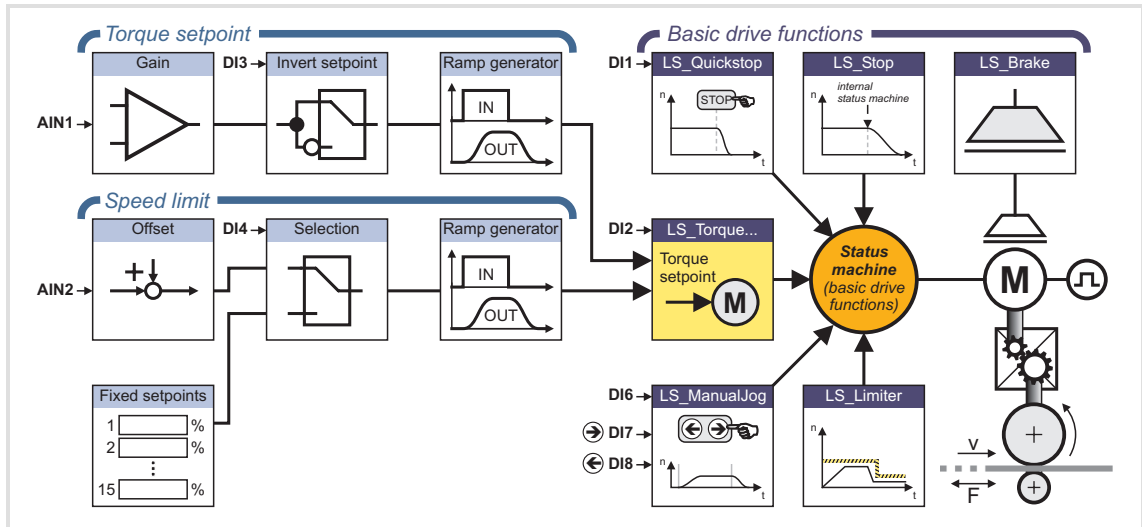 Torque setpoint
Basic drive functions
Gain
DI3
Invert setpoint
Ramp generator
DI1
LS_Quickstop
LS_Stop
LS_Brake
AIN1
IN
OUT
n
STOP
t
n
internal
status machine
t
Speed limit
Offset
DI4
Selection
Ramp generator
DI2
LS_Torque...
+
AIN2
IN
OUT
Torque
setpoint
M
Status
machine
(basic drive
functions)
M
Fixed setpoints
1 %
2 %
⋮
15 %
DI6
LS_ManualJog
LS_Limiter
→ DI7
← DI8
← →
n
t
n
t
+
+
v
F